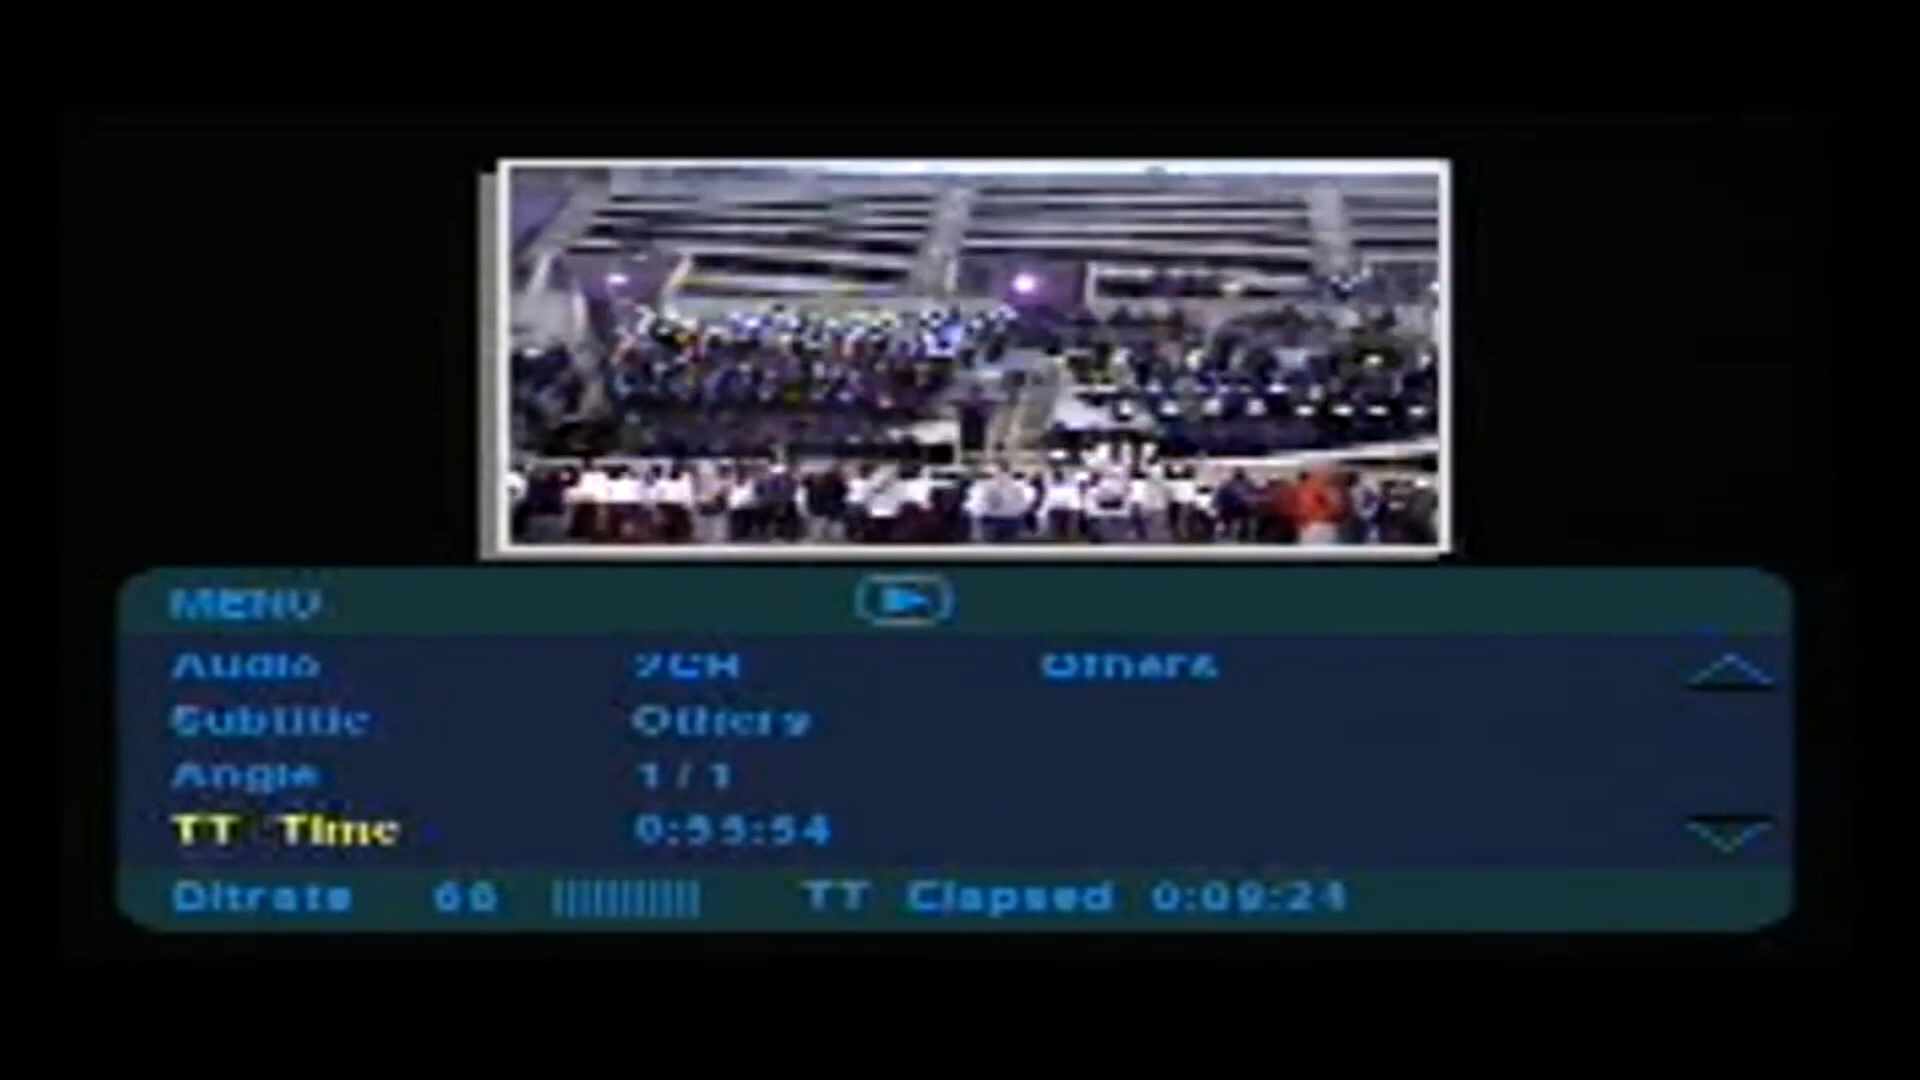 MENU
Audio 2CH Others
Subtitle Others
Angle 1 / 1
TT Time 0:55:54
Bitrate 66 TT Elapsed 0:09:24